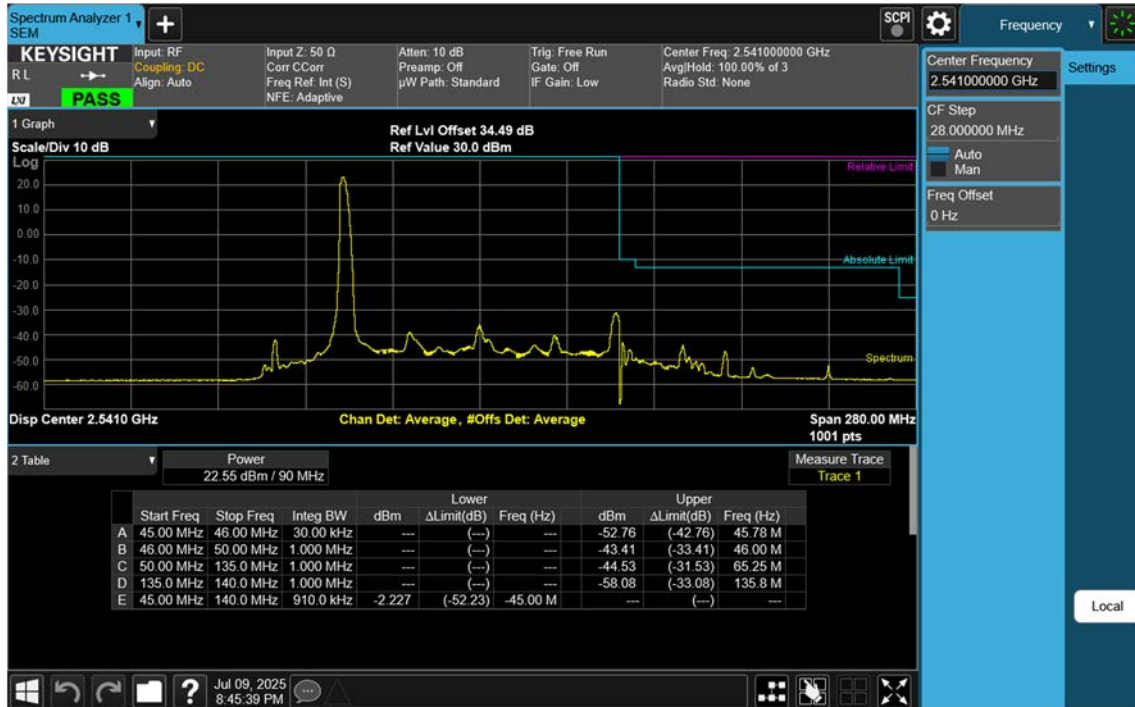 Spectrum Analyzer 1
SEM
+
SCPI
Frequency
KEYSIGHT
R L
LXI
PASS
Input: RF
Coupling: DC
Align: Auto
Input Z: 50 Ω
Corr CCorr
Freq Ref: Int (S)
NFE: Adaptive
Atten: 10 dB
Preamp: Off
µW Path: Standard
Trig: Free Run
Gate: Off
IF Gain: Low
Center Freq: 2.541000000 GHz
Avg|Hold: 100.00% of 3
Radio Std: None
Center Frequency
2.541000000 GHz
Settings
CF Step
28.000000 MHz
Auto
Man
Freq Offset
0 Hz
1 Graph
Scale/Div 10 dB
Ref Lvl Offset 34.49 dB
Ref Value 30.0 dBm
Log
20.0
10.0
0.00
-10.0
-20.0
-30.0
-40.0
-50.0
-60.0
Relative Limit
Absolute Limit
Spectrum
Disp Center 2.5410 GHz
Chan Det: Average, #Offs Det: Average
Span 280.00 MHz
1001 pts
2 Table
Power
22.55 dBm / 90 MHz
Measure Trace
Trace 1
Lower Upper
Start Freq Stop Freq Integ BW dBm ΔLimit(dB) Freq (Hz) dBm ΔLimit(dB) Freq (Hz)
A 45.00 MHz 46.00 MHz 30.00 kHz --- (---) --- -52.76 (-42.76) 45.78 M
B 46.00 MHz 50.00 MHz 1.000 MHz --- (---) --- -43.41 (-33.41) 46.00 M
C 50.00 MHz 135.0 MHz 1.000 MHz --- (---) --- -44.53 (-31.53) 65.25 M
D 135.0 MHz 140.0 MHz 1.000 MHz --- (---) --- -58.08 (-33.08) 135.8 M
E 45.00 MHz 140.0 MHz 910.0 kHz -2.227 (-52.23) -45.00 M --- (---) ---
Local
?
Jul 09, 2025
8:45:39 PM